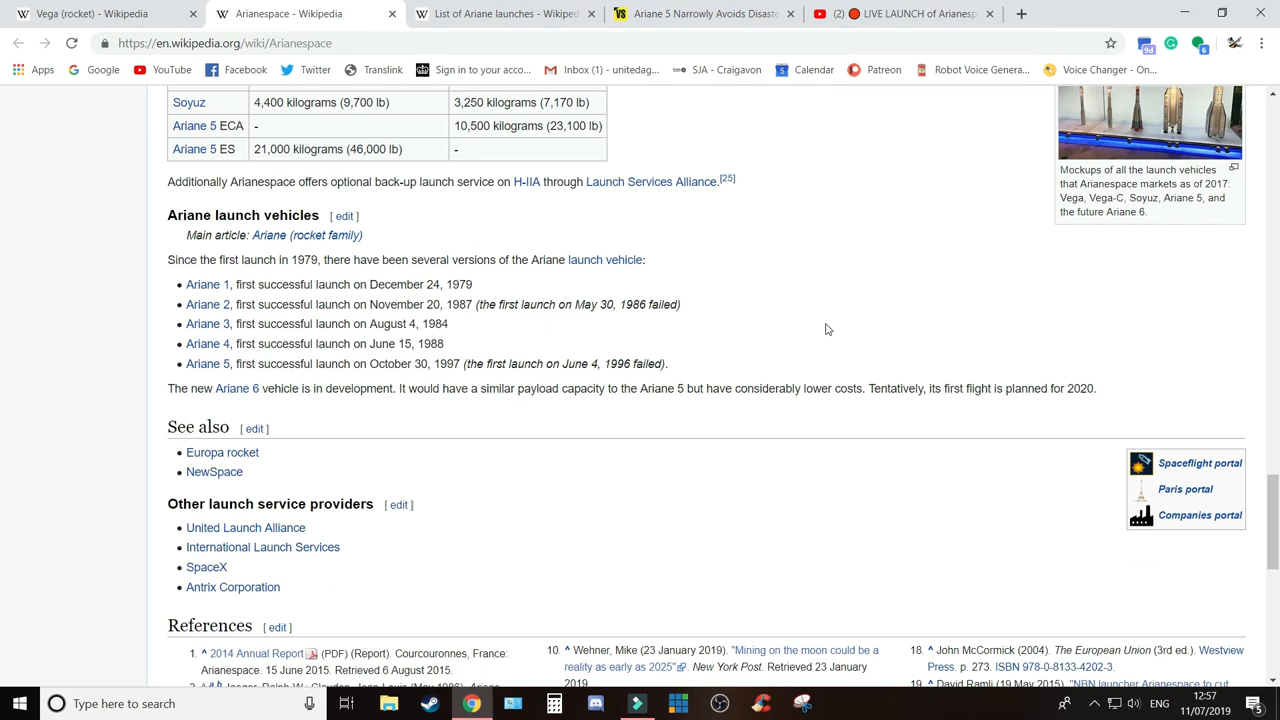 Vega (rocket) - Wikipedia
Arianespace - Wikipedia
List of Ariane launches - Wikiped
Ariane 5 Narrowly Avoids Disaste
(2) 🔴 LIVE LAUNCH of Arianesp
https://en.wikipedia.org/wiki/Arianespace
9d
6
Apps Google YouTube Facebook Twitter Translink Sign in to your acco... Inbox (1) - unitedag... SJA - Craigavon Calendar Patreon Robot Voice Genera... Voice Changer - On...
Soyuz 4,400 kilograms (9,700 lb) 3,250 kilograms (7,170 lb)
Ariane 5 ECA - 10,500 kilograms (23,100 lb)
Ariane 5 ES 21,000 kilograms (46,000 lb) -
Mockups of all the launch vehicles
that Arianespace markets as of 2017:
Vega, Vega-C, Soyuz, Ariane 5, and
the future Ariane 6.
Additionally Arianespace offers optional back-up launch service on H-IIA through Launch Services Alliance.[25]
Ariane launch vehicles [ edit ]
Main article: Ariane (rocket family)
Since the first launch in 1979, there have been several versions of the Ariane launch vehicle:
• Ariane 1, first successful launch on December 24, 1979
• Ariane 2, first successful launch on November 20, 1987 (the first launch on May 30, 1986 failed)
• Ariane 3, first successful launch on August 4, 1984
• Ariane 4, first successful launch on June 15, 1988
• Ariane 5, first successful launch on October 30, 1997 (the first launch on June 4, 1996 failed).
The new Ariane 6 vehicle is in development. It would have a similar payload capacity to the Ariane 5 but have considerably lower costs. Tentatively, its first flight is planned for 2020.
See also [ edit ]
• Europa rocket
• NewSpace
Spaceflight portal
Paris portal
Companies portal
Other launch service providers [ edit ]
• United Launch Alliance
• International Launch Services
• SpaceX
• Antrix Corporation
References [ edit ]
1. ^ 2014 Annual Report (PDF) (Report). Courcouronnes, France:
Arianespace. 15 June 2015. Retrieved 6 August 2015.
10. ^ Wehner, Mike (23 January 2019). "Mining on the moon could be a
reality as early as 2025". New York Post. Retrieved 23 January
2019
18. ^ John McCormick (2004). The European Union (3rd ed.). Westview
Press. p. 273. ISBN 978-0-8133-4202-3.
19. ^ David Ramli (19 May 2015). "NBN launcher Arianespace to cut
Type here to search
ENG
12:57
11/07/2019
5